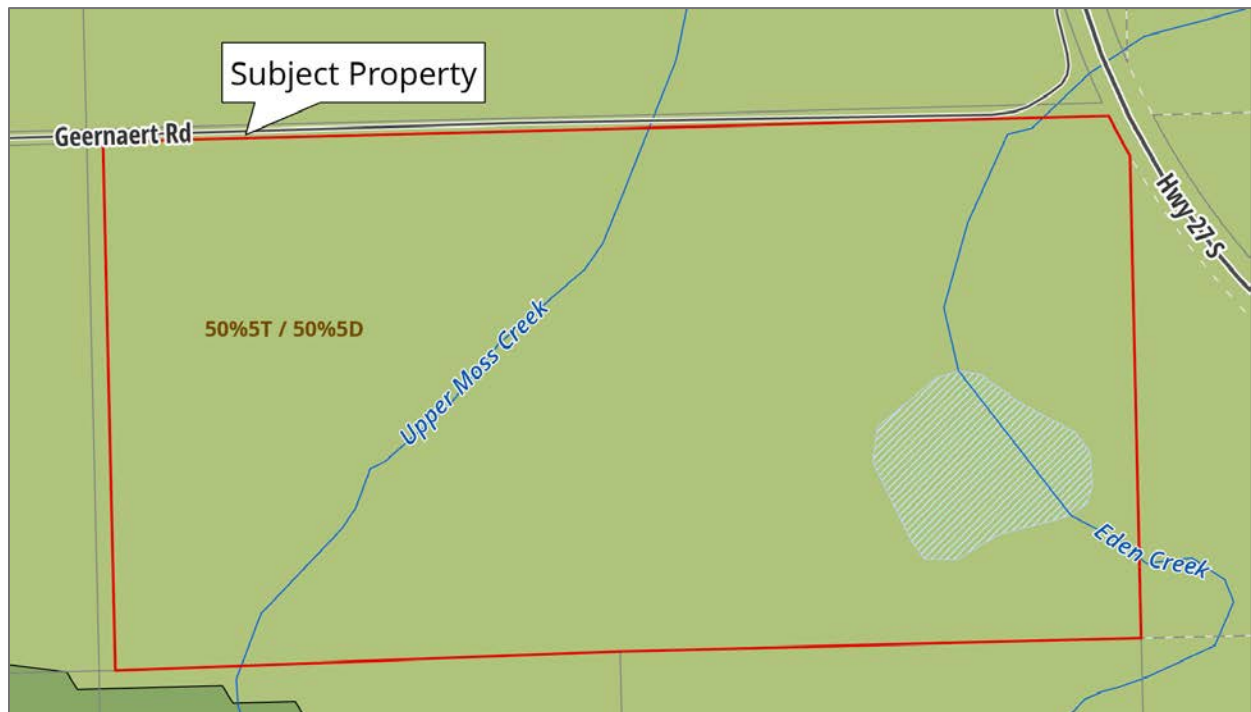 Subject Property
Geernaert Rd
Hwy-27-S
50%5T / 50%5D
Upper Moss Creek
Eden Creek